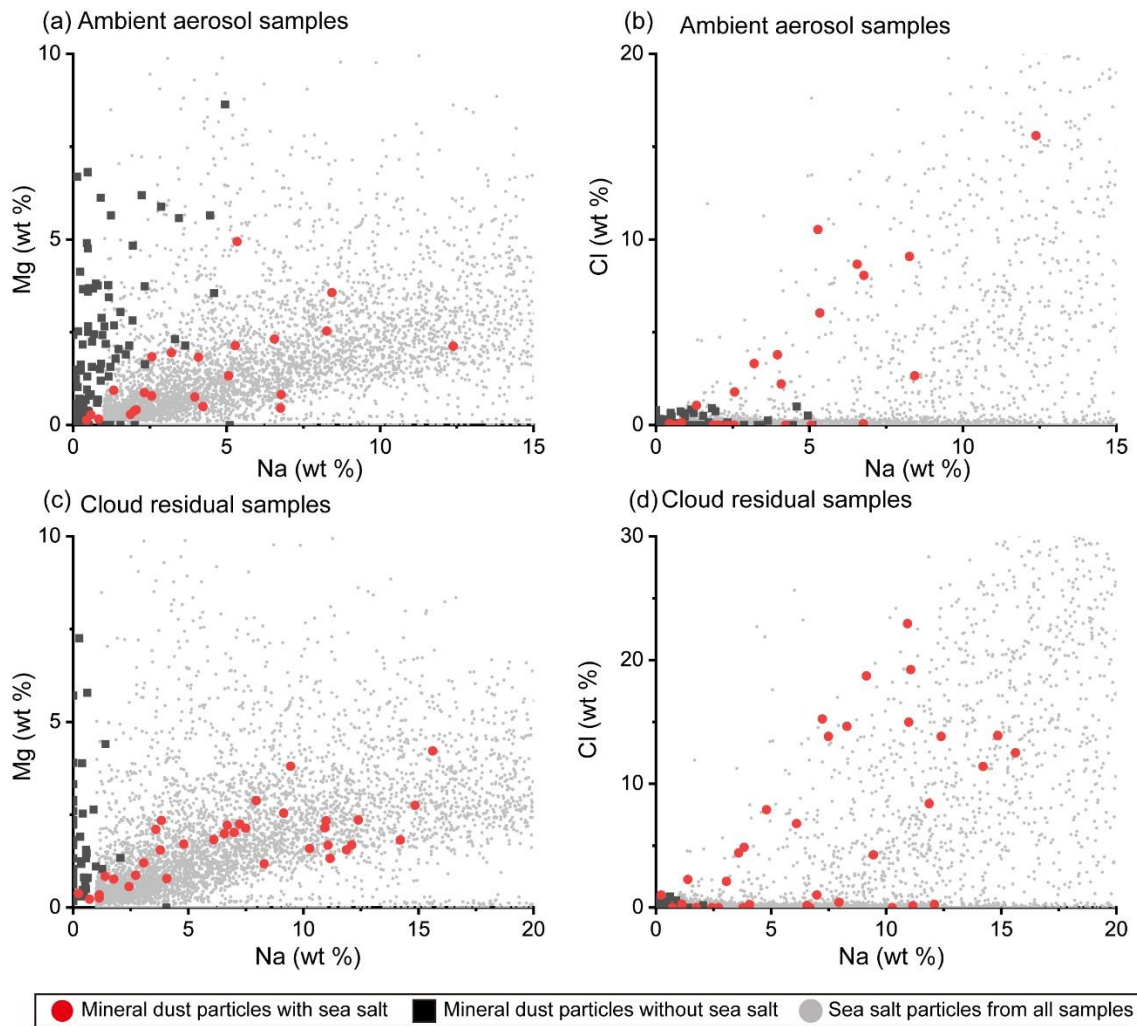 (a) Ambient aerosol samples
(b) Ambient aerosol samples
10
5
0
Mg (wt %)
0 5 10 15
Na (wt %)
20
10
0
Cl (wt %)
0 5 10 15
Na (wt %)
(c) Cloud residual samples
(d) Cloud residual samples
10
5
0
Mg (wt %)
0 5 10 15 20
Na (wt %)
30
20
10
0
Cl (wt %)
0 5 10 15 20
Na (wt %)
Mineral dust particles with sea salt Mineral dust particles without sea salt Sea salt particles from all samples